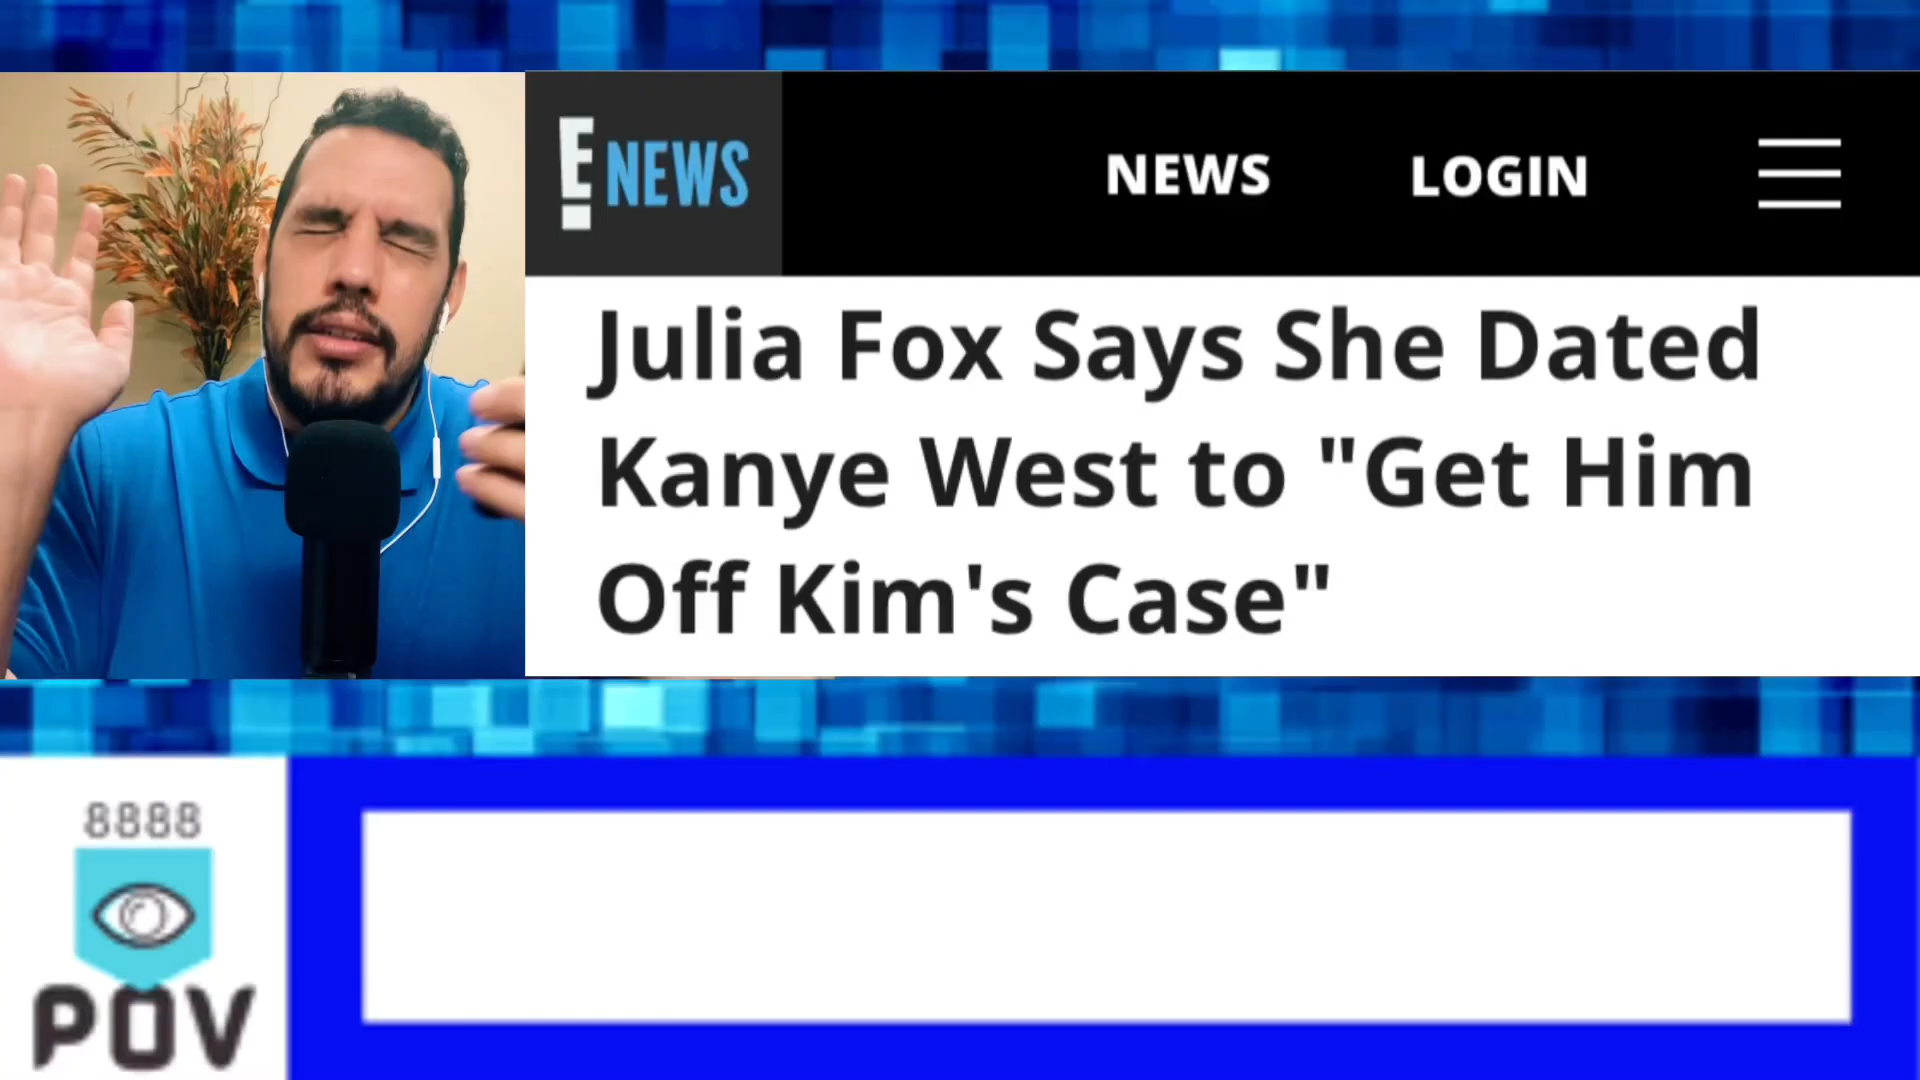 E! NEWS
NEWS
LOGIN
Julia Fox Says She Dated
Kanye West to "Get Him
Off Kim's Case"
8888
POV